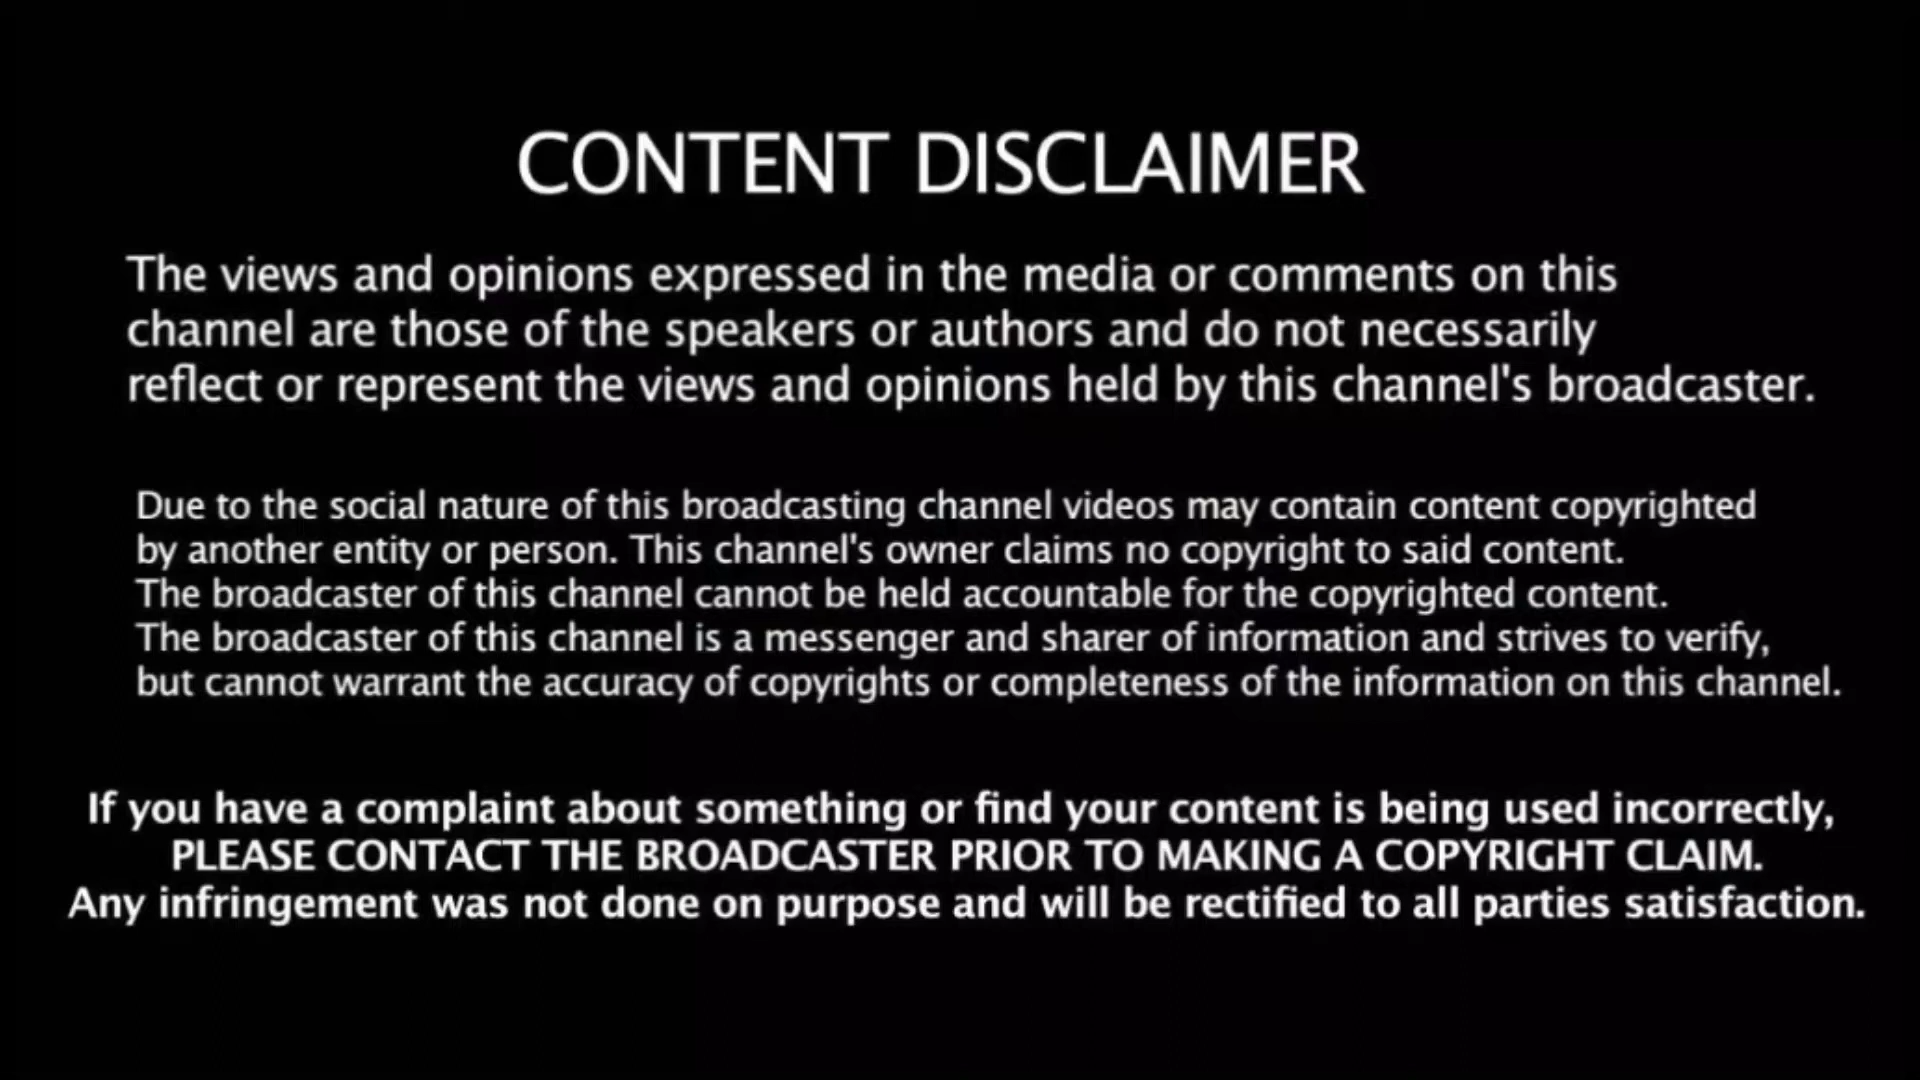 CONTENT DISCLAIMER
The views and opinions expressed in the media or comments on this
channel are those of the speakers or authors and do not necessarily
reflect or represent the views and opinions held by this channel's broadcaster.
Due to the social nature of this broadcasting channel videos may contain content copyrighted
by another entity or person. This channel's owner claims no copyright to said content.
The broadcaster of this channel cannot be held accountable for the copyrighted content.
The broadcaster of this channel is a messenger and sharer of information and strives to verify,
but cannot warrant the accuracy of copyrights or completeness of the information on this channel.
If you have a complaint about something or find your content is being used incorrectly,
PLEASE CONTACT THE BROADCASTER PRIOR TO MAKING A COPYRIGHT CLAIM.
Any infringement was not done on purpose and will be rectified to all parties satisfaction.